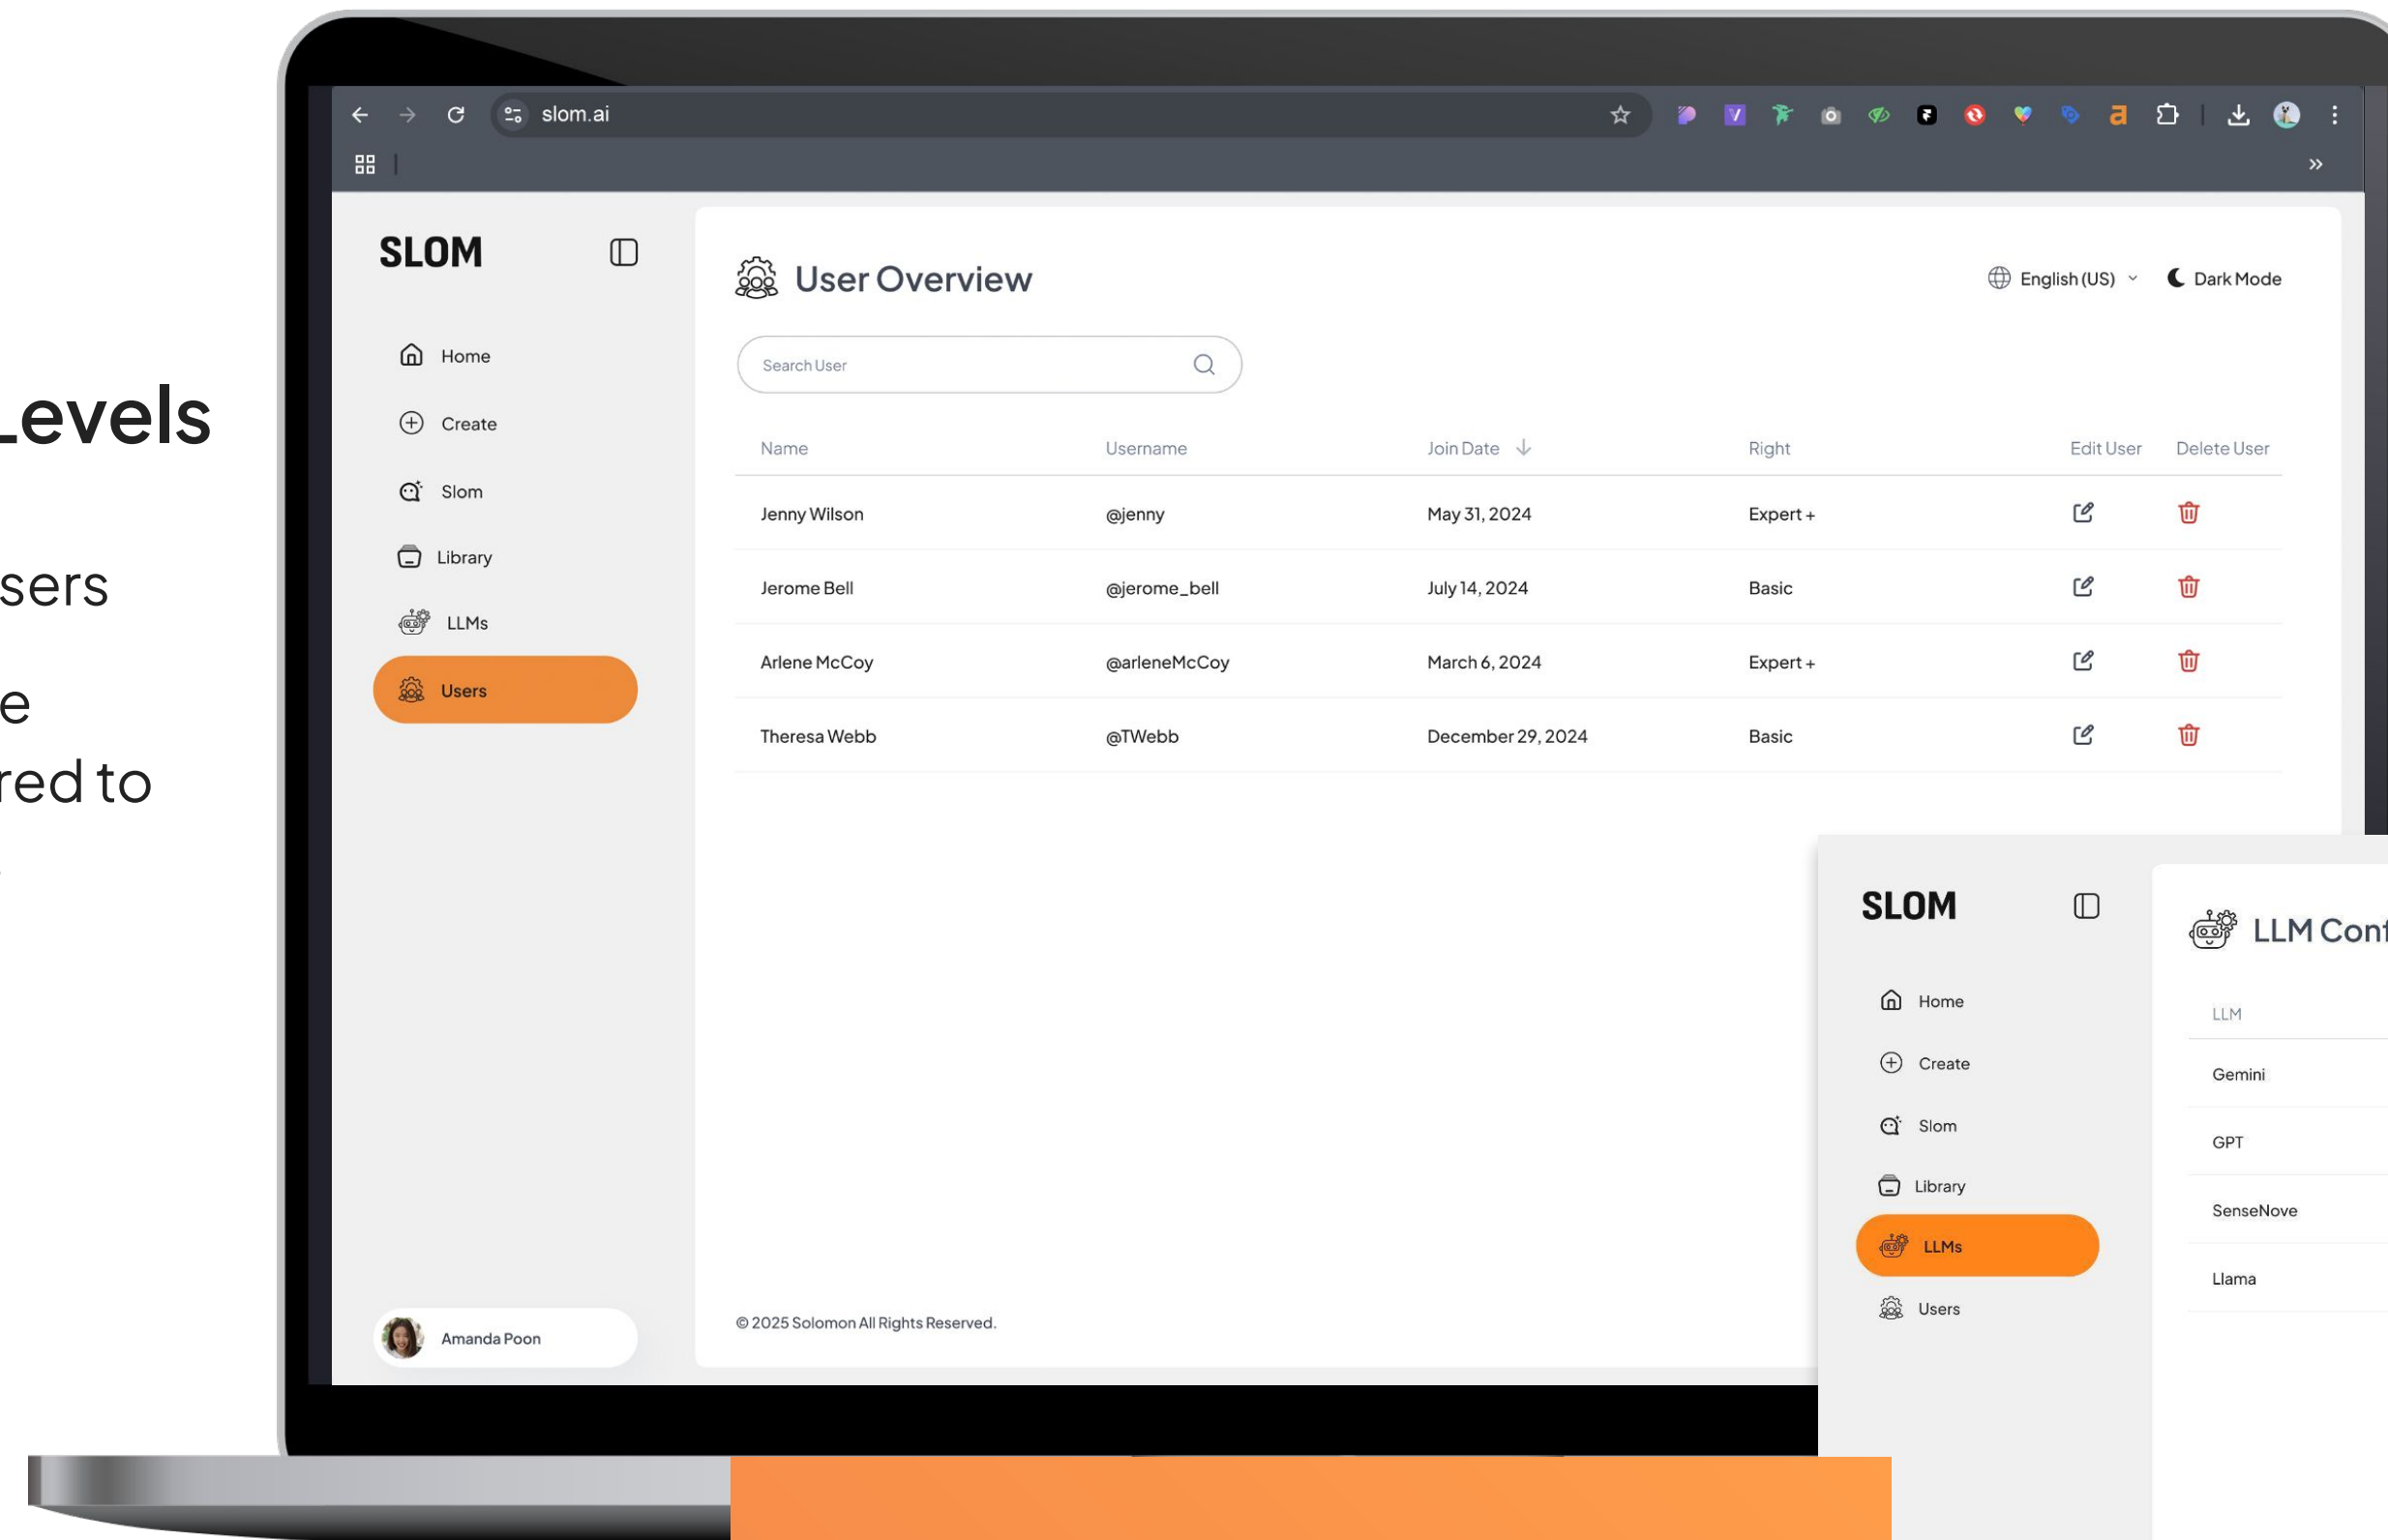 Levels
sers
e
red to
slom.ai
SLOM
Home
Create
Slom
Library
LLMs
Users
Amanda Poon
User Overview
English (US)
Dark Mode
Search User
Name Username Join Date Right Edit User Delete User
Jenny Wilson @jenny May 31, 2024 Expert +
Jerome Bell @jerome_bell July 14, 2024 Basic
Arlene McCoy @arleneMcCoy March 6, 2024 Expert +
Theresa Webb @TWebb December 29, 2024 Basic
© 2025 Solomon All Rights Reserved.
SLOM
Home
Create
Slom
Library
LLMs
Users
LLM Conf
LLM
Gemini
GPT
SenseNove
Llama